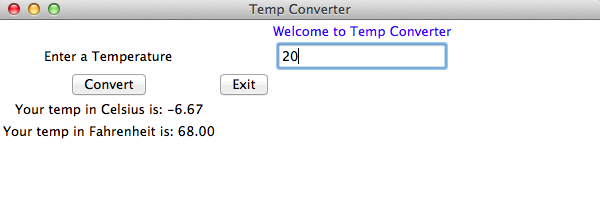 Temp Converter
Welcome to Temp Converter
Enter a Temperature 20
Convert Exit
Your temp in Celsius is: -6.67
Your temp in Fahrenheit is: 68.00